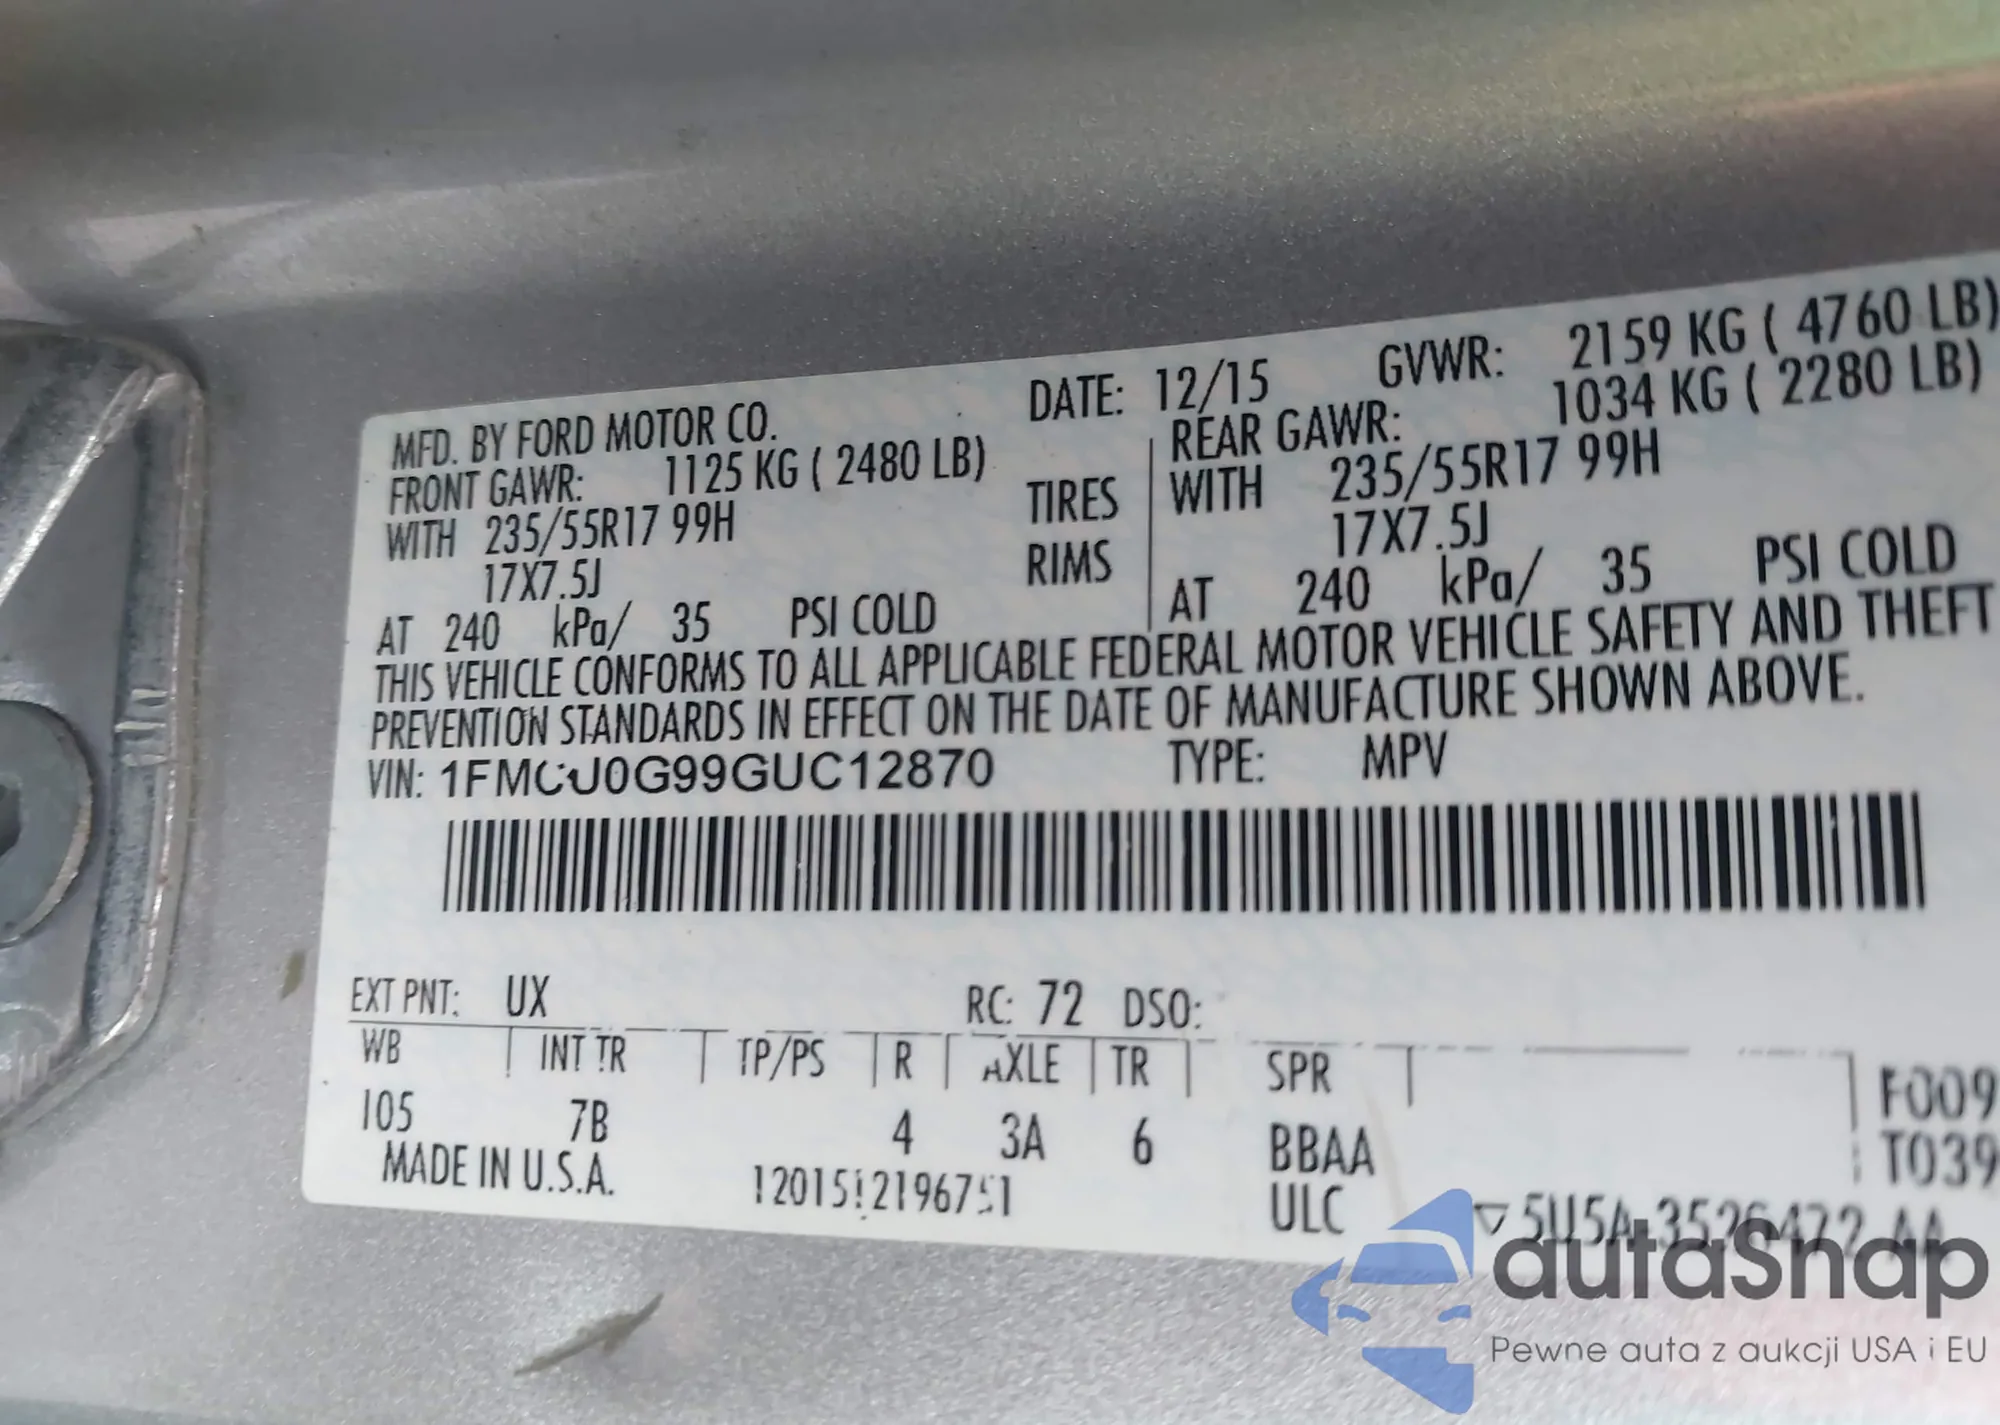 MFD. BY FORD MOTOR CO. DATE: 12/15 GVWR: 2159 KG ( 4760 LB)
FRONT GAWR: 1125 KG ( 2480 LB) REAR GAWR: 1034 KG ( 2280 LB)
WITH 235/55R17 99H TIRES WITH 235/55R17 99H
17X7.5J RIMS 17X7.5J
AT 240 kPa/ 35 PSI COLD AT 240 kPa/ 35 PSI COLD
THIS VEHICLE CONFORMS TO ALL APPLICABLE FEDERAL MOTOR VEHICLE SAFETY AND THEFT
PREVENTION STANDARDS IN EFFECT ON THE DATE OF MANUFACTURE SHOWN ABOVE.
VIN: 1FMCU0G99GUC12870 TYPE: MPV
EXT PNT: UX RC: 72 DSO:
WB INT TR TP/PS R AXLE TR SPR F009
105 7B 4 3A 6 BBAA T039
MADE IN U.S.A. ULC
autaSnap
Pewne auta z aukcji USA i EU